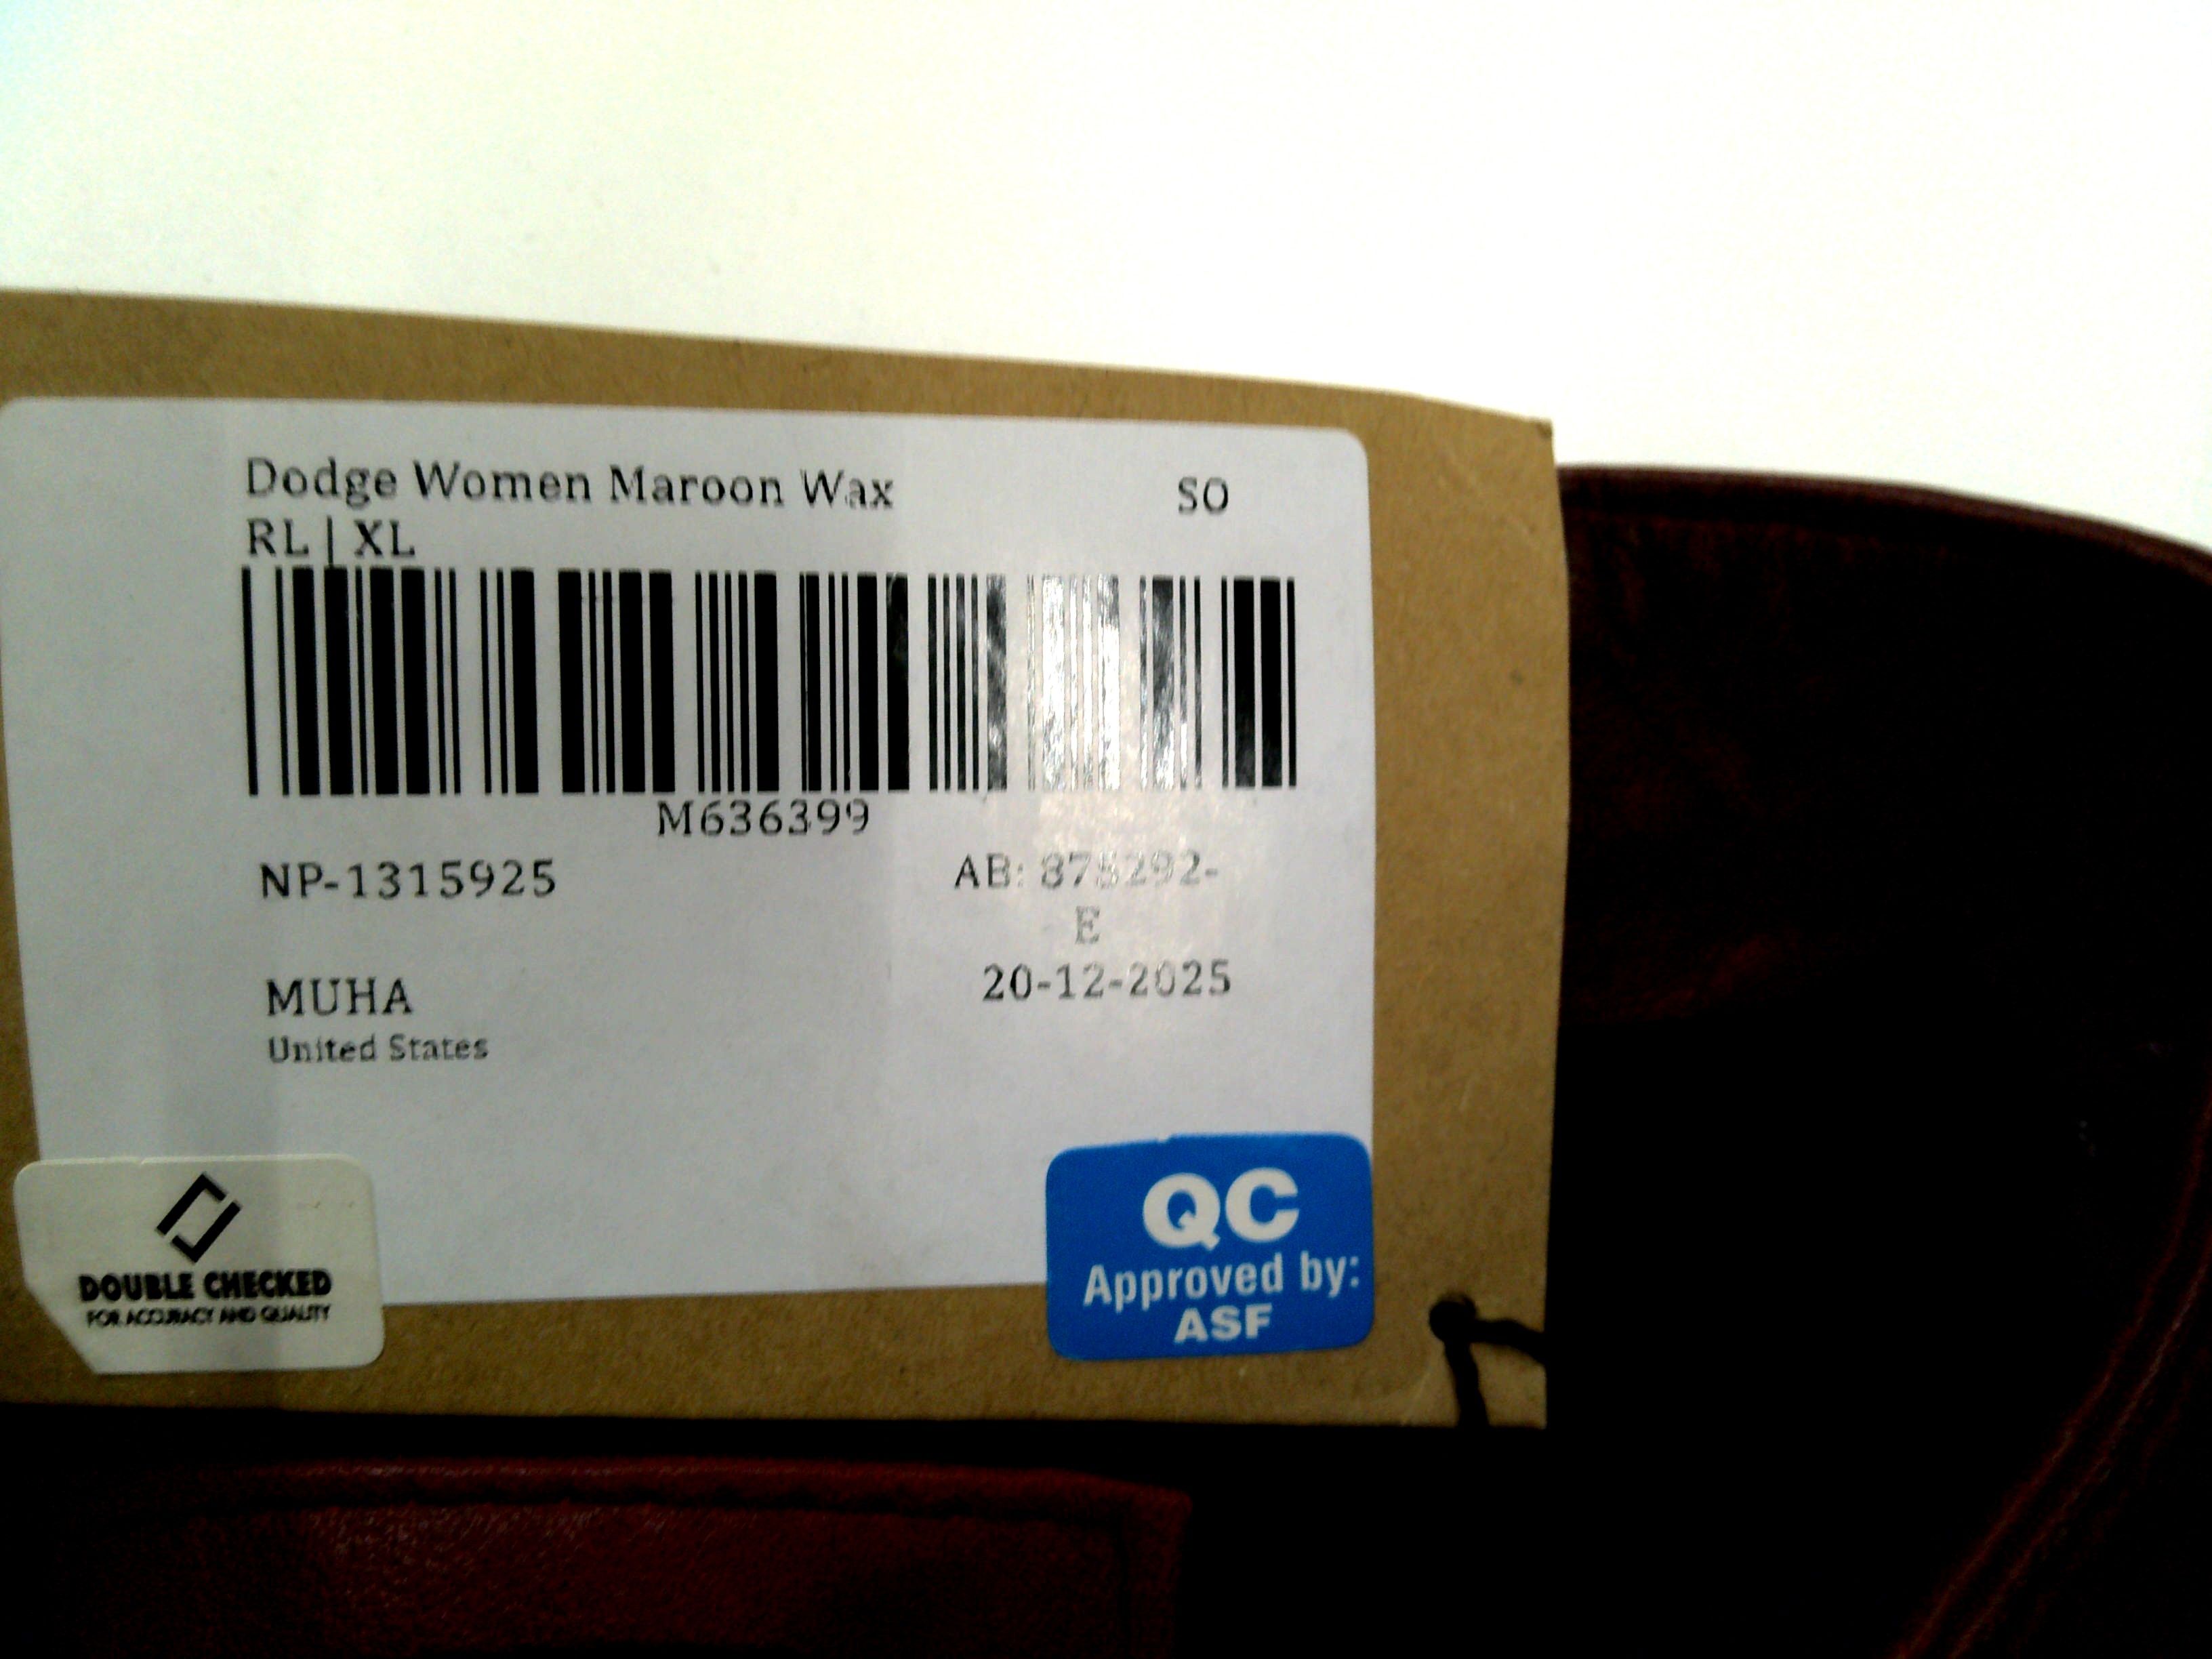 Dodge Women Maroon Wax SO
RL | XL
M636399
NP-1315925 AB: 875292-
E
20-12-2025
MUHA
United States
DOUBLE CHECKED
FOR ACCURACY AND QUALITY
QC
Approved by:
ASF